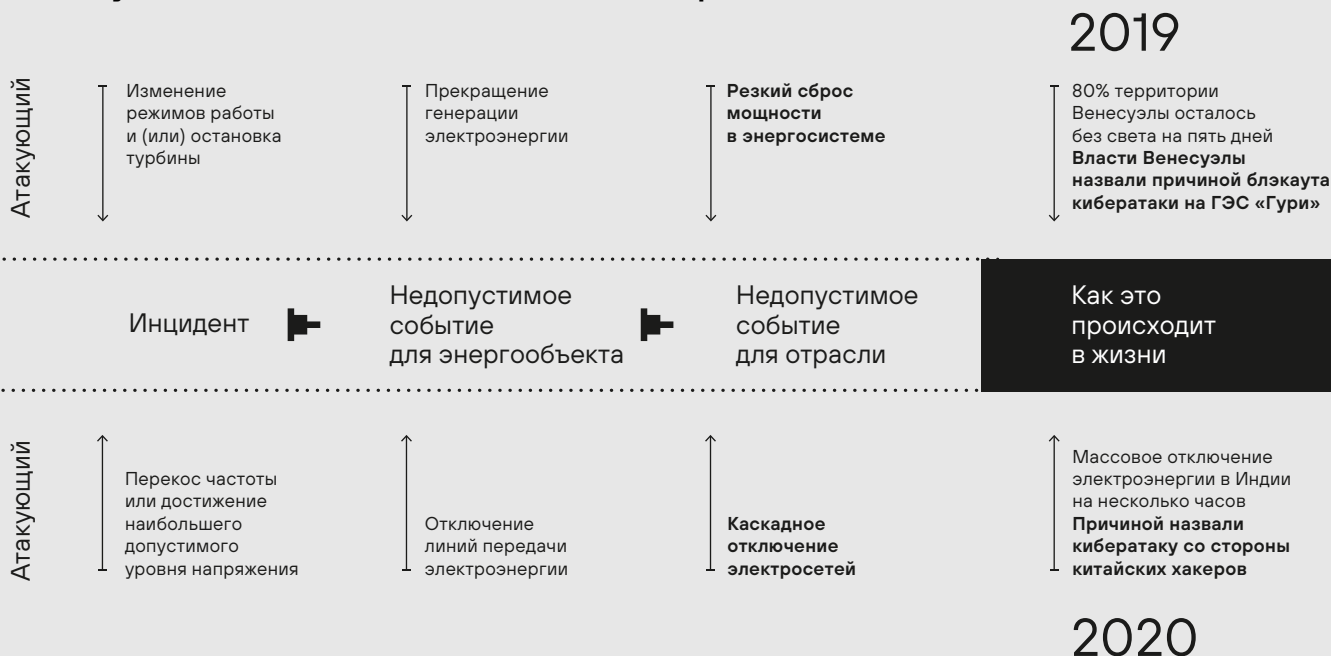 2019
Атакующий
Изменение
режимов работы
и (или) остановка
турбины
Прекращение
генерации
электроэнергии
Резкий сброс
мощности
в энергосистеме
80% территории
Венесуэлы осталось
без света на пять дней
Власти Венесуэлы
назвали причиной блэкаута
кибератаки на ГЭС «Гури»
Инцидент
Недопустимое
событие
для энергообъекта
Недопустимое
событие
для отрасли
Как это
происходит
в жизни
Атакующий
Перекос частоты
или достижение
наибольшего
допустимого
уровня напряжения
Отключение
линий передачи
электроэнергии
Каскадное
отключение
электросетей
Массовое отключение
электроэнергии в Индии
на несколько часов
Причиной назвали
кибератаку со стороны
китайских хакеров
2020